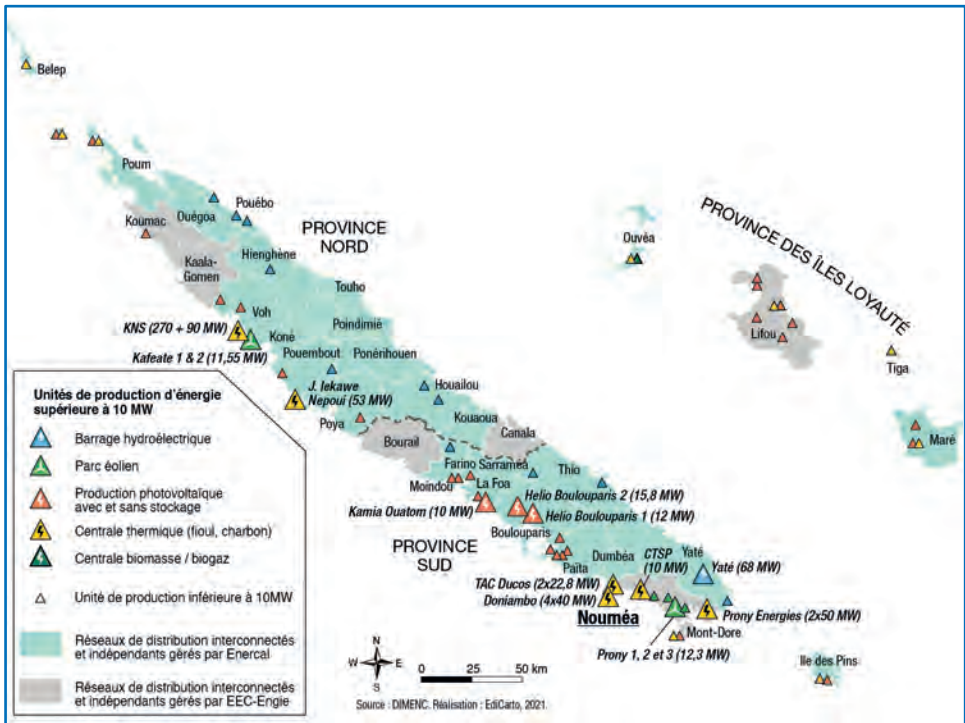 Belep
Poum
Pouébo
Ouégoa
Koumac
PROVINCE
NORD
Hienghène
Kaala-
Gomen
Touho
Voh
Poindimié
KNS (270 + 90 MW)
Koné
Kafeate 1 & 2 (11,55 MW)
Pouembout
Ponérihouen
J. Iekawe
Nepoui (53 MW)
Houaïlou
Poya
Kouaoua
Bourail
Canala
Farino
Sarraméa
Thio
Moindou
La Foa
Helio Boulouparis 2 (15,8 MW)
Kamia Ouatom (10 MW)
Helio Boulouparis 1 (12 MW)
Boulouparis
PROVINCE
SUD
Païta
Dumbéa
CTSP
(10 MW)
Yaté
Yaté (68 MW)
TAC Ducos (2x22,8 MW)
Doniambo (4x40 MW)
Nouméa
Prony Energies (2x50 MW)
Mont-Dore
Prony 1, 2 et 3 (12,3 MW)
Ile des Pins
PROVINCE DES ÎLES LOYAUTÉ
Ouvéa
Lifou
Tiga
Maré
Unités de production d'énergie
supérieure à 10 MW
Barrage hydroélectrique
Parc éolien
Production photovoltaïque
avec et sans stockage
Centrale thermique (fioul, charbon)
Centrale biomasse / biogaz
Unité de production inférieure à 10MW
Réseaux de distribution interconnectés
et indépendants gérés par Enercal
Réseaux de distribution interconnectés
et indépendants gérés par EEC-Engie
N
W
E
S
0 25 50 km
Source : DIMENC. Réalisation : EdiCarto, 2021.